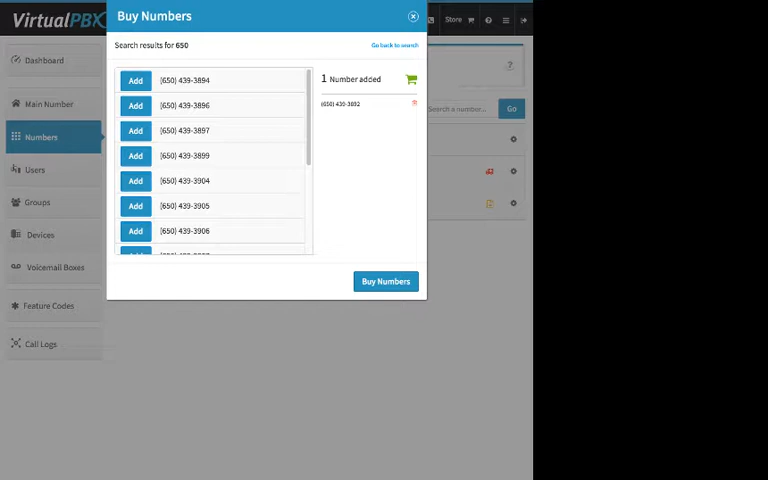 VirtualPBX
Buy Numbers
Store
Search results for 650
Go back to search
Dashboard
Main Number
Numbers
Users
Groups
Devices
Voicemail Boxes
Feature Codes
Call Logs
Add (650) 439-3894
Add (650) 439-3896
Add (650) 439-3897
Add (650) 439-3899
Add (650) 439-3904
Add (650) 439-3905
Add (650) 439-3906
1 Number added
(650) 439-3892
Buy Numbers
?
Search a number...
Go